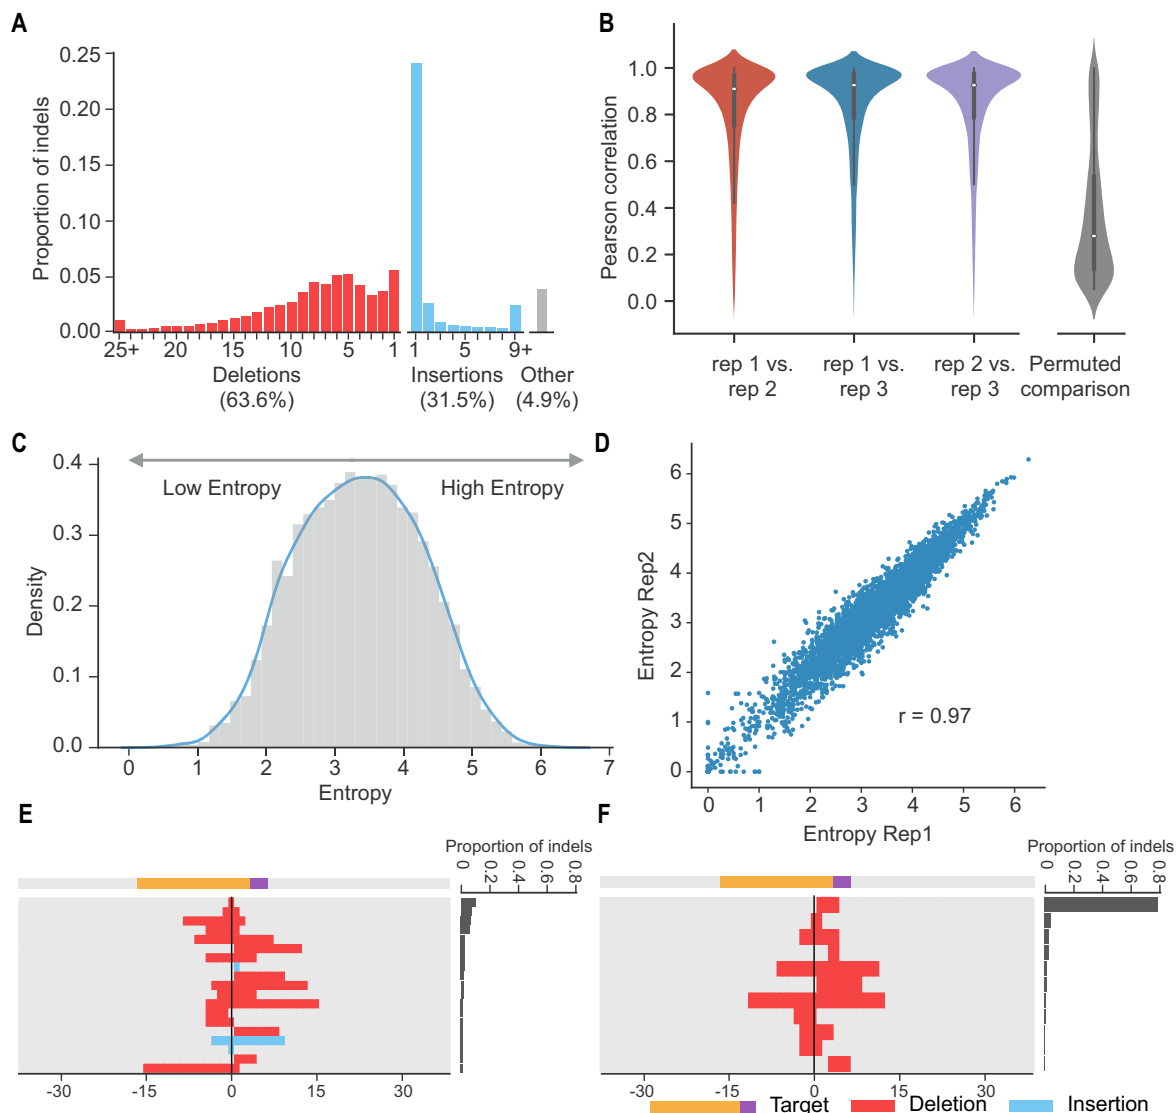 A
0.25
0.20
0.15
0.10
0.05
0.00
Proportion of indels
25+ 20 15 10 5 1 1 5 9+
Deletions Insertions Other
(63.6%) (31.5%) (4.9%)
B
1.0
0.8
0.6
0.4
0.2
0.0
Pearson correlation
rep 1 vs. rep 1 vs. rep 2 vs. Permuted
rep 2 rep 3 rep 3 comparison
C
Low Entropy High Entropy
0.4
0.3
0.2
0.1
0.0
Density
0 1 2 3 4 5 6 7
Entropy
D
6
5
4
3
2
1
0
Entropy Rep2
r = 0.97
0 1 2 3 4 5 6
Entropy Rep1
E
Proportion of indels
0 0.2 0.4 0.6 0.8
-30 -15 0 15 30
F
Proportion of indels
0 0.2 0.4 0.6 0.8
-30 -15 0 15 30
Target Deletion Insertion